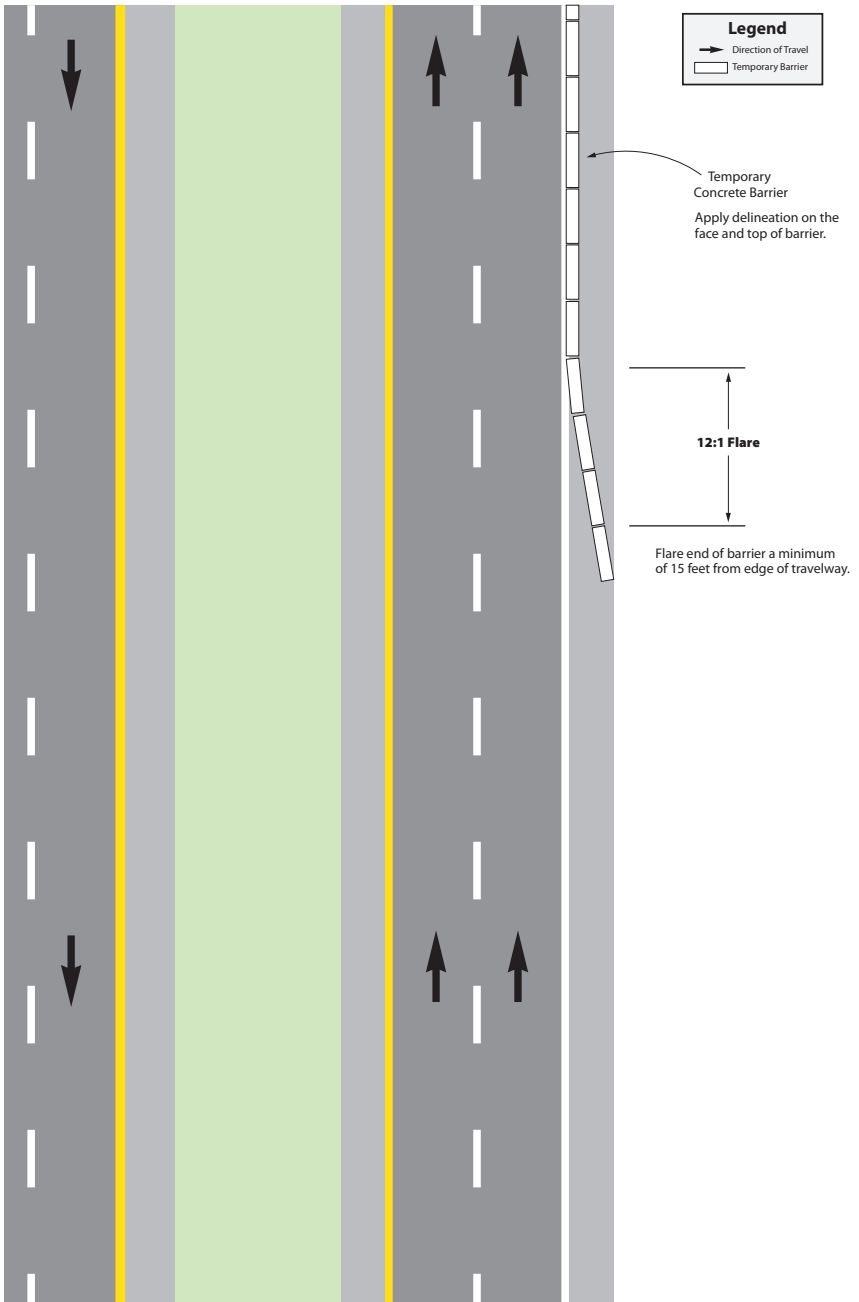 Legend
Direction of Travel
Temporary Barrier
Temporary
Concrete Barrier
Apply delineation on the
face and top of barrier.
12:1 Flare
Flare end of barrier a minimum
of 15 feet from edge of travelway.